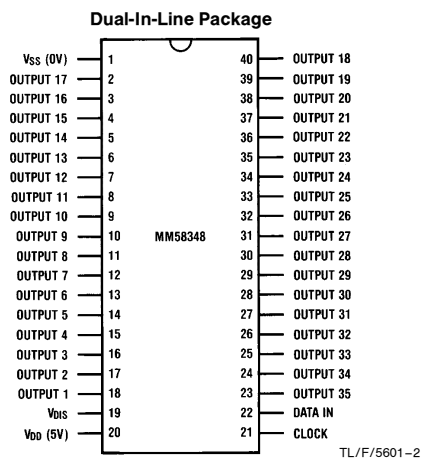 Dual-In-Line Package
VSS (0V) 1 40 OUTPUT 18
OUTPUT 17 2 39 OUTPUT 19
OUTPUT 16 3 38 OUTPUT 20
OUTPUT 15 4 37 OUTPUT 21
OUTPUT 14 5 36 OUTPUT 22
OUTPUT 13 6 35 OUTPUT 23
OUTPUT 12 7 34 OUTPUT 24
OUTPUT 11 8 33 OUTPUT 25
OUTPUT 10 9 32 OUTPUT 26
OUTPUT 9 10 MM58348 31 OUTPUT 27
OUTPUT 8 11 30 OUTPUT 28
OUTPUT 7 12 29 OUTPUT 29
OUTPUT 6 13 28 OUTPUT 30
OUTPUT 5 14 27 OUTPUT 31
OUTPUT 4 15 26 OUTPUT 32
OUTPUT 3 16 25 OUTPUT 33
OUTPUT 2 17 24 OUTPUT 34
OUTPUT 1 18 23 OUTPUT 35
VDIS 19 22 DATA IN
VDD (5V) 20 21 CLOCK
TL/F/5601–2